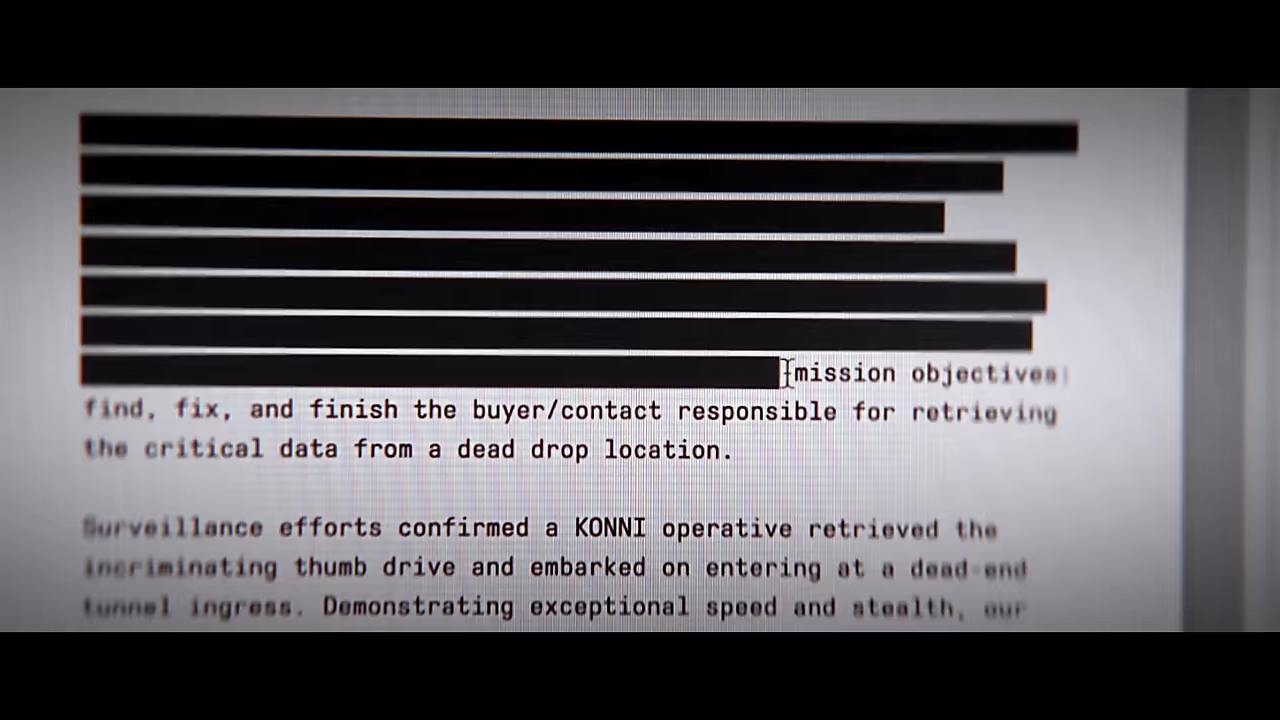 mission objectives:
find, fix, and finish the buyer/contact responsible for retrieving
the critical data from a dead drop location.
Surveillance efforts confirmed a KONNI operative retrieved the
incriminating thumb drive and embarked on entering at a dead-end
tunnel ingress. Demonstrating exceptional speed and stealth, our